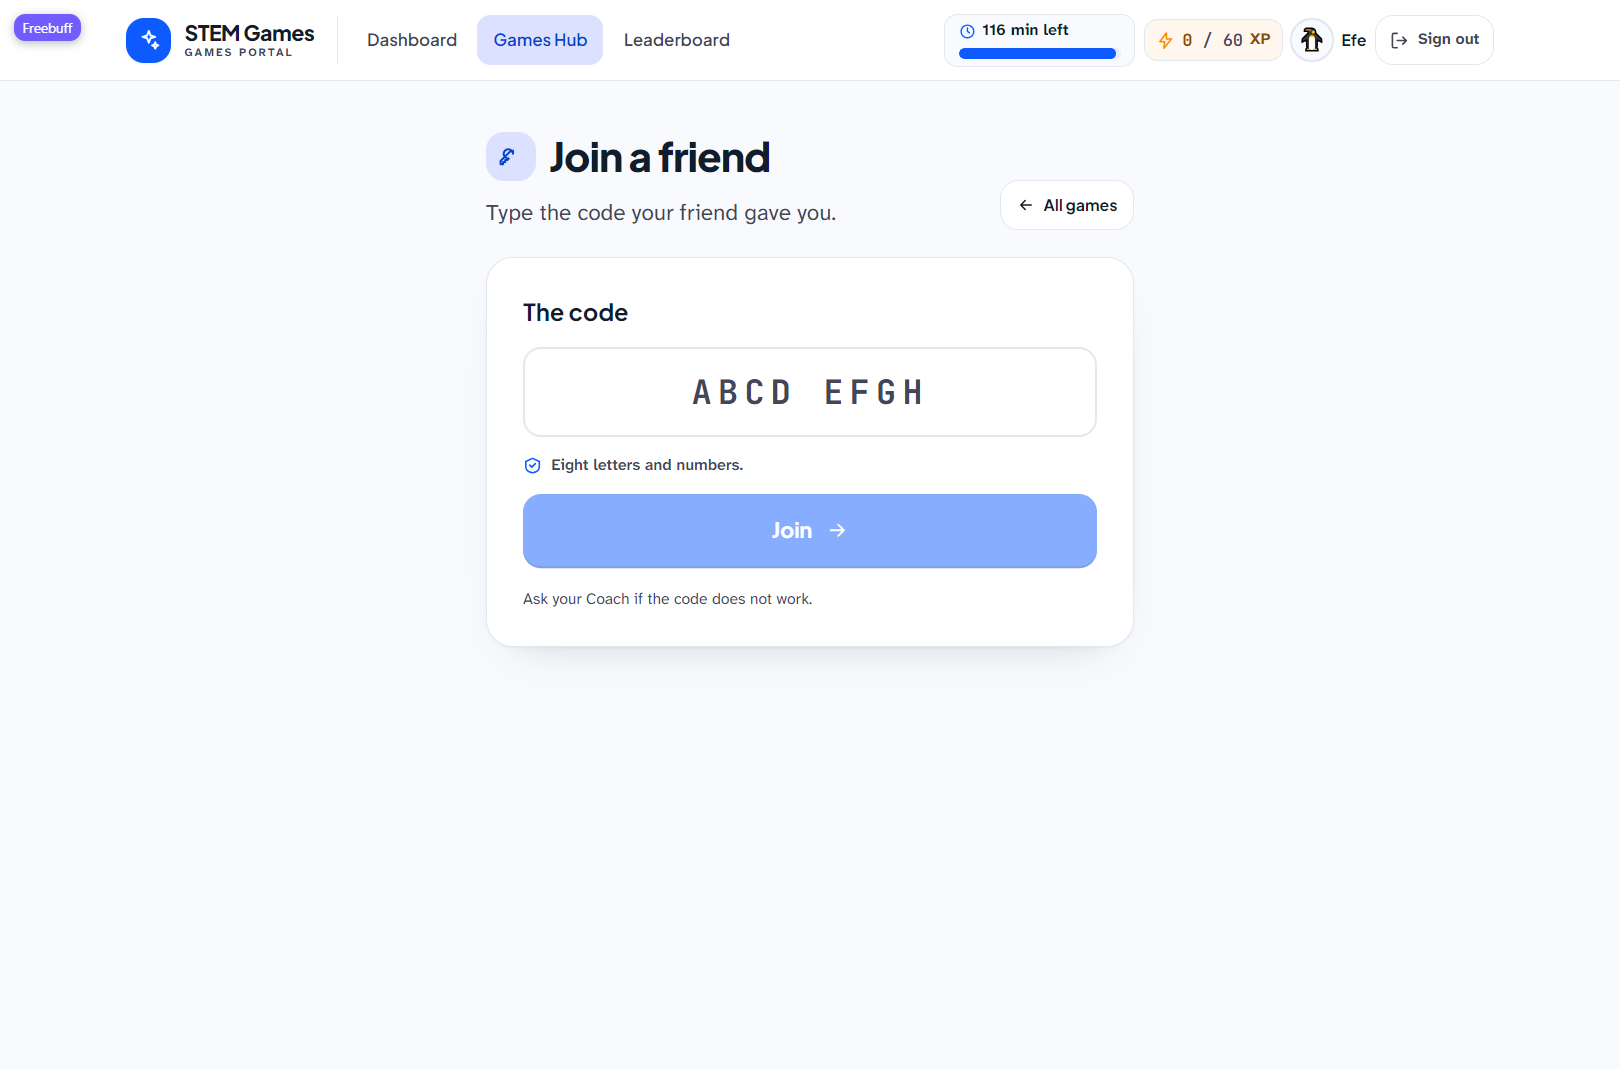 Freebuff
STEM Games
GAMES PORTAL
Dashboard
Games Hub
Leaderboard
116 min left
0 / 60 XP
Efe
Sign out
Join a friend
Type the code your friend gave you.
All games
The code
ABCD EFGH
Eight letters and numbers.
Join
Ask your Coach if the code does not work.